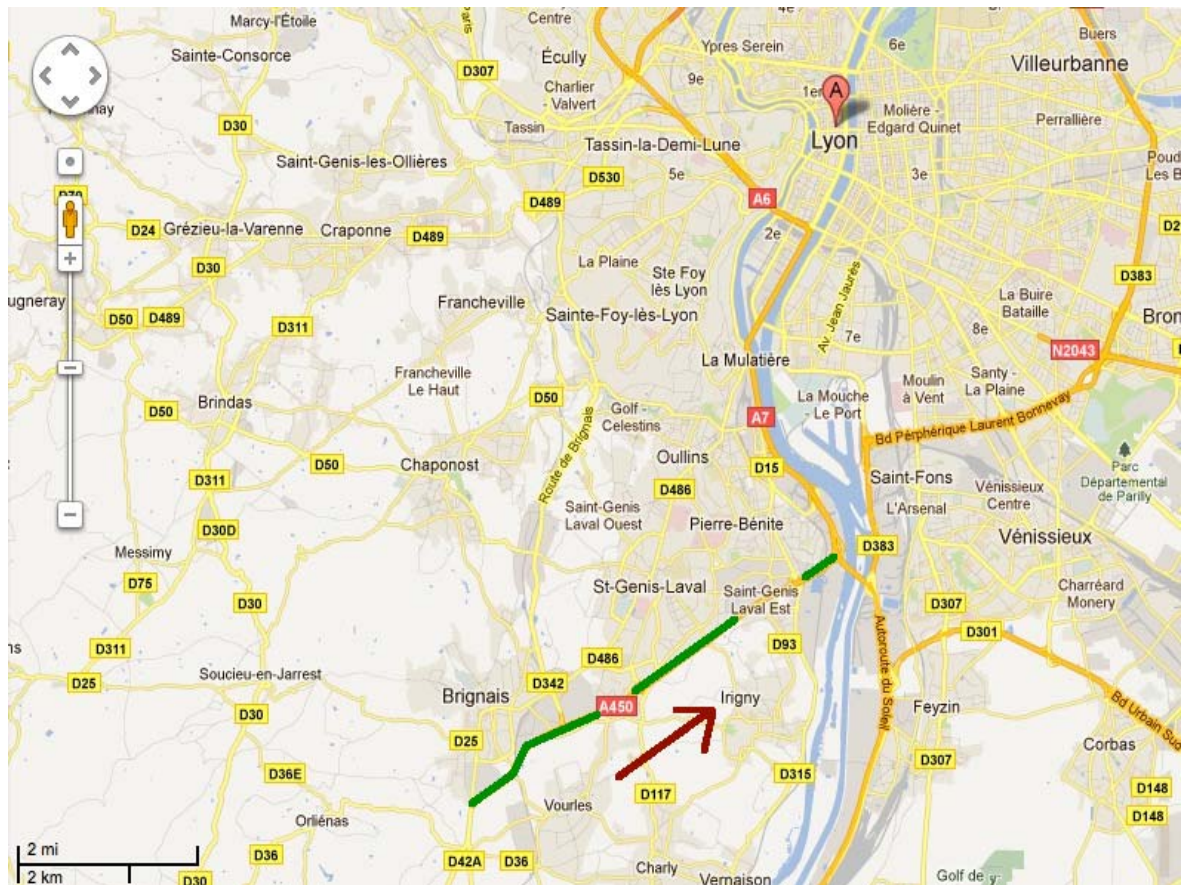 Marcy-l'Étoile
Sainte-Consorce
Paris
Centre
Écully
Ypres Serein
4e
6e
Buers
Villeurbanne
D307
Charlier
- Valvert
9e
1er
A
Molière -
Edgard Quinet
Perrallière
D30
Tassin
Lyon
Saint-Genis-les-Ollières
Tassin-la-Demi-Lune
5e
3e
D530
D489
A6
D24
Grézieu-la-Varenne
Craponne
D489
2e
La Plaine
Ste Foy
lès Lyon
D30
D383
Av. Jean Jaurès
La Buire
Bataille
Francheville
Sainte-Foy-lès-Lyon
D50
D489
D311
7e
8e
N2043
La Mulatière
Francheville
Le Haut
Moulin
à Vent
Santy -
La Plaine
D50
Brindas
D50
Golf -
Celestins
La Mouche
- Le Port
A7
Route de Brignais
Bd Périphérique Laurent Bonnevay
Chaponost
D50
Oullins
D15
Saint-Fons
Parc
Départemental
de Parilly
D311
D486
Vénissieux
Centre
Saint-Genis
Laval Ouest
L'Arsenal
D30D
Pierre-Bénite
Vénissieux
Messimy
D383
D75
St-Genis-Laval
Saint-Genis
Laval Est
Charréard
Monery
D30
D307
D301
Autoroute du Soleil
D311
D93
D486
Soucieu-en-Jarrest
D25
D342
Brignais
Irigny
A450
Feyzin
Bd Urbain Sud
D30
D25
Corbas
D307
D36E
D315
D148
D117
Vourles
Orliénas
D148
2 mi
D36
D42A
D36
Charly
2 km
D30
Vernaison
Golf de